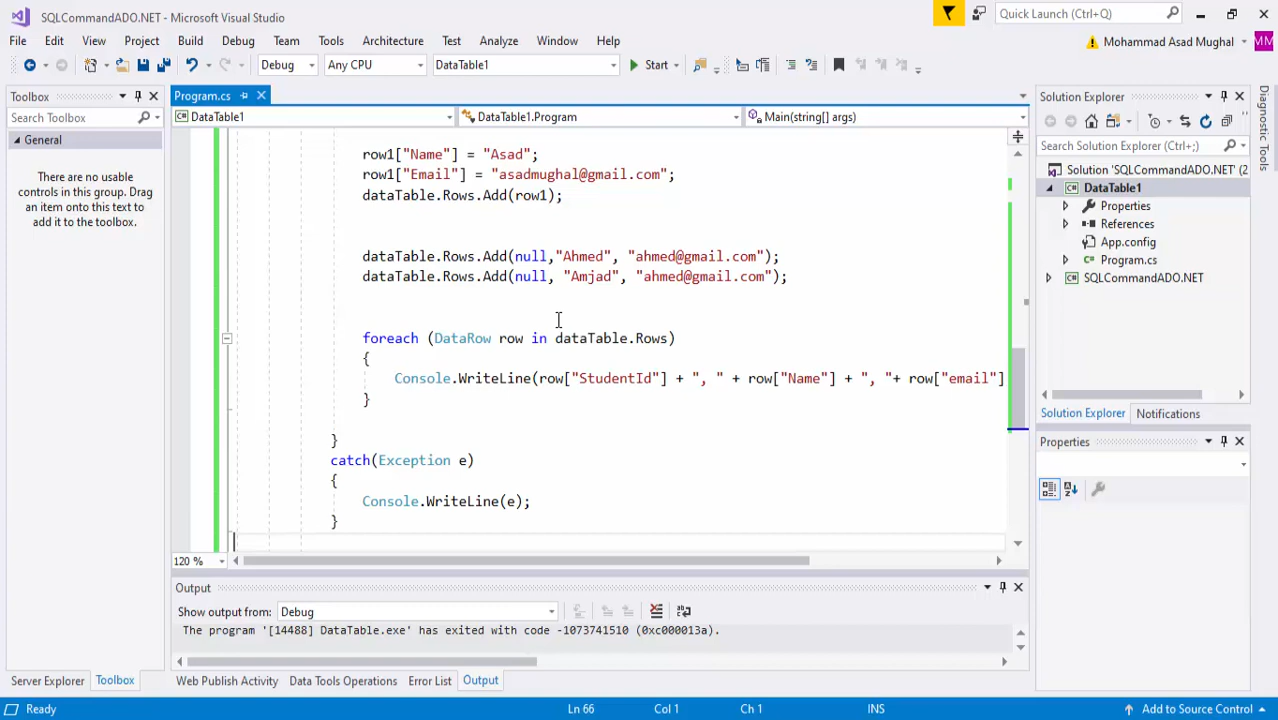 SQLCommandADO.NET - Microsoft Visual Studio
Quick Launch (Ctrl+Q)
File Edit View Project Build Debug Team Tools Architecture Test Analyze Window Help
Mohammad Asad Mughal MM
Debug Any CPU DataTable1 Start
Toolbox
Program.cs
Solution Explorer
Search Toolbox
DataTable1 DataTable1.Program Main(string[] args)
General
There are no usable
controls in this group. Drag
an item onto this text to
add it to the toolbox.
row1["Name"] = "Asad";
row1["Email"] = "asadmughal@gmail.com";
dataTable.Rows.Add(row1);
dataTable.Rows.Add(null,"Ahmed", "ahmed@gmail.com");
dataTable.Rows.Add(null, "Amjad", "ahmed@gmail.com");
foreach (DataRow row in dataTable.Rows)
{
Console.WriteLine(row["StudentId"] + ", " + row["Name"] + ", "+ row["email"]
}
}
catch(Exception e)
{
Console.WriteLine(e);
}
120 %
Search Solution Explorer (Ctrl+;)
Solution 'SQLCommandADO.NET' (2
DataTable1
Properties
References
App.config
Program.cs
SQLCommandADO.NET
Solution Explorer Notifications
Properties
Diagnostic Tools
Output
Show output from: Debug
The program '[14488] DataTable.exe' has exited with code -1073741510 (0xc000013a).
Server Explorer Toolbox Web Publish Activity Data Tools Operations Error List Output
Ready Ln 66 Col 1 Ch 1 INS Add to Source Control